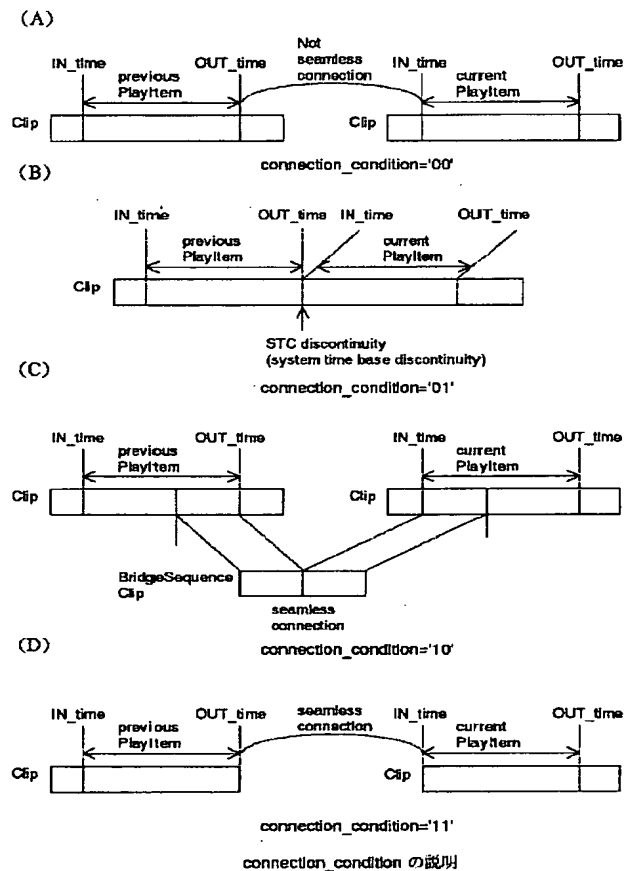 (A)
Not
seamless
connection
IN_time
OUT_time
IN_time
OUT_time
previous
PlayItem
current
PlayItem
Clip
Clip
connection_condition='00'
(B)
IN_time
OUT_time
IN_time
OUT_time
previous
PlayItem
current
PlayItem
Clip
STC discontinuity
(system time base discontinuity)
connection_condition='01'
(C)
IN_time
OUT_time
IN_time
OUT_time
previous
PlayItem
current
PlayItem
Clip
Clip
BridgeSequence
Clip
seamless
connection
connection_condition='10'
(D)
seamless
connection
IN_time
OUT_time
IN_time
OUT_time
previous
PlayItem
current
PlayItem
Clip
Clip
connection_condition='11'
connection_condition の説明